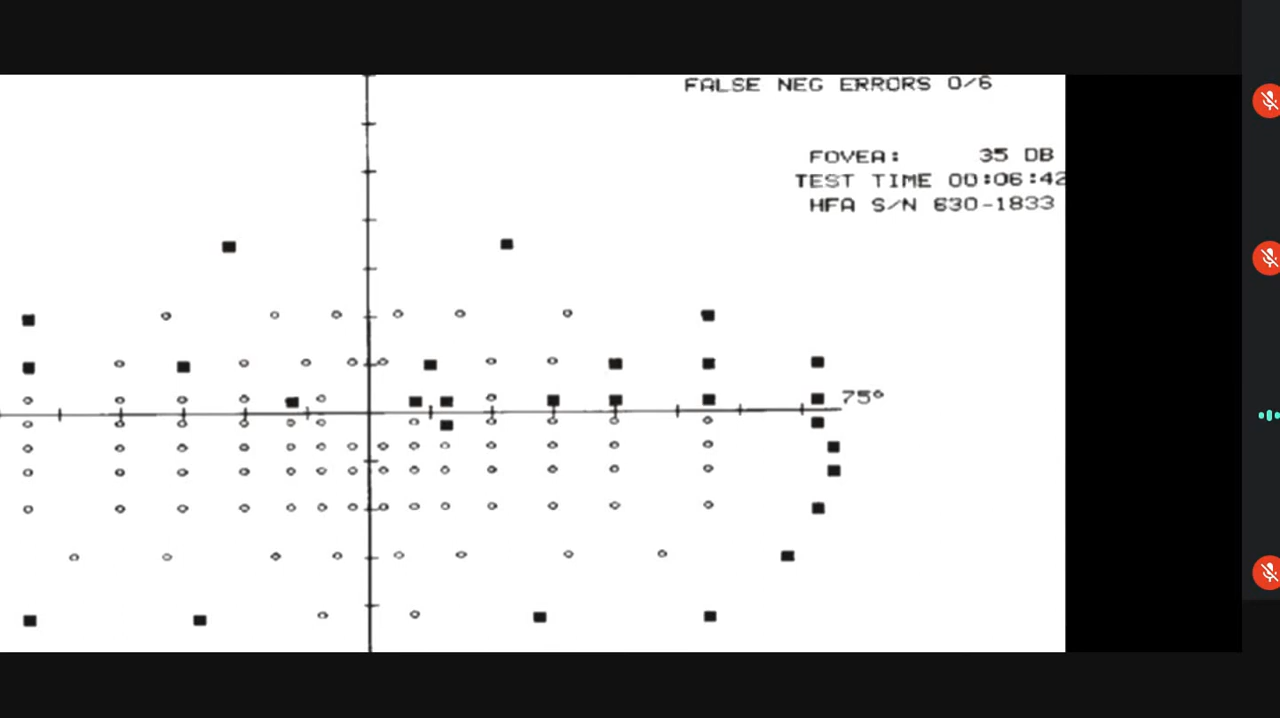 FALSE NEG ERRORS 0/6
FOVEA: 35 DB
TEST TIME 00:06:42
HFA S/N 630-1833
75°